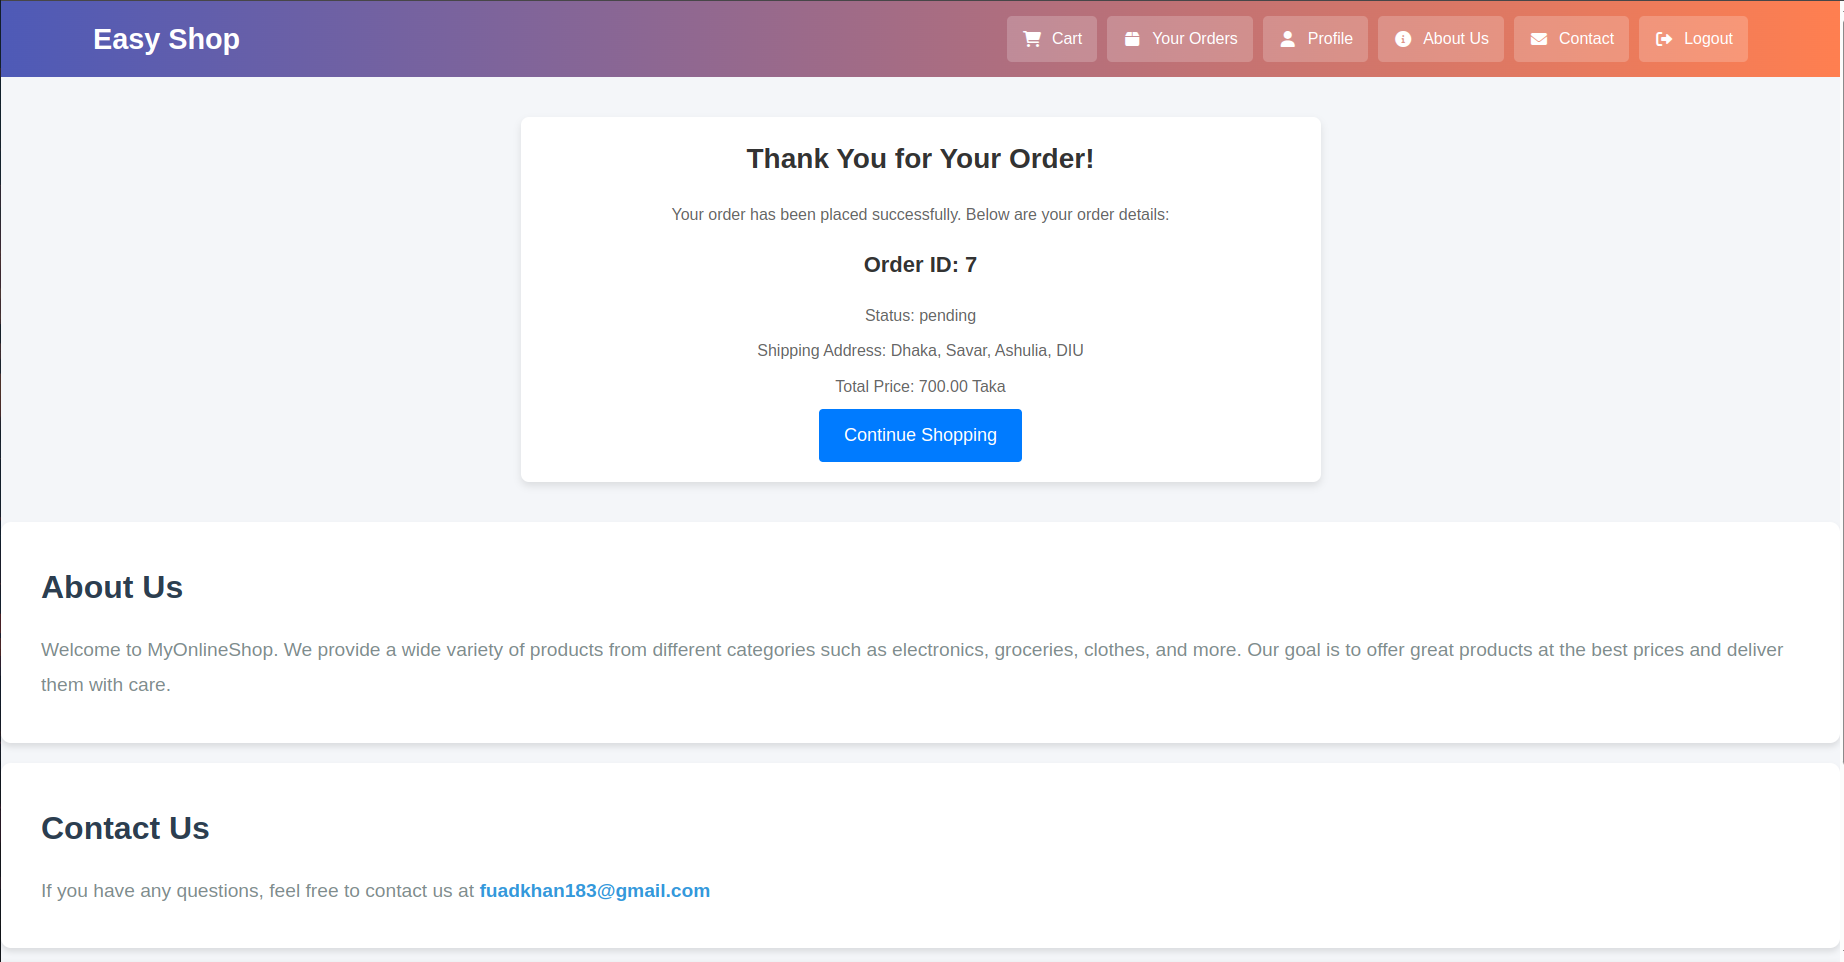 Easy Shop
Cart
Your Orders
Profile
About Us
Contact
Logout
Thank You for Your Order!
Your order has been placed successfully. Below are your order details:
Order ID: 7
Status: pending
Shipping Address: Dhaka, Savar, Ashulia, DIU
Total Price: 700.00 Taka
Continue Shopping
About Us
Welcome to MyOnlineShop. We provide a wide variety of products from different categories such as electronics, groceries, clothes, and more. Our goal is to offer great products at the best prices and deliver
them with care.
Contact Us
If you have any questions, feel free to contact us at fuadkhan183@gmail.com